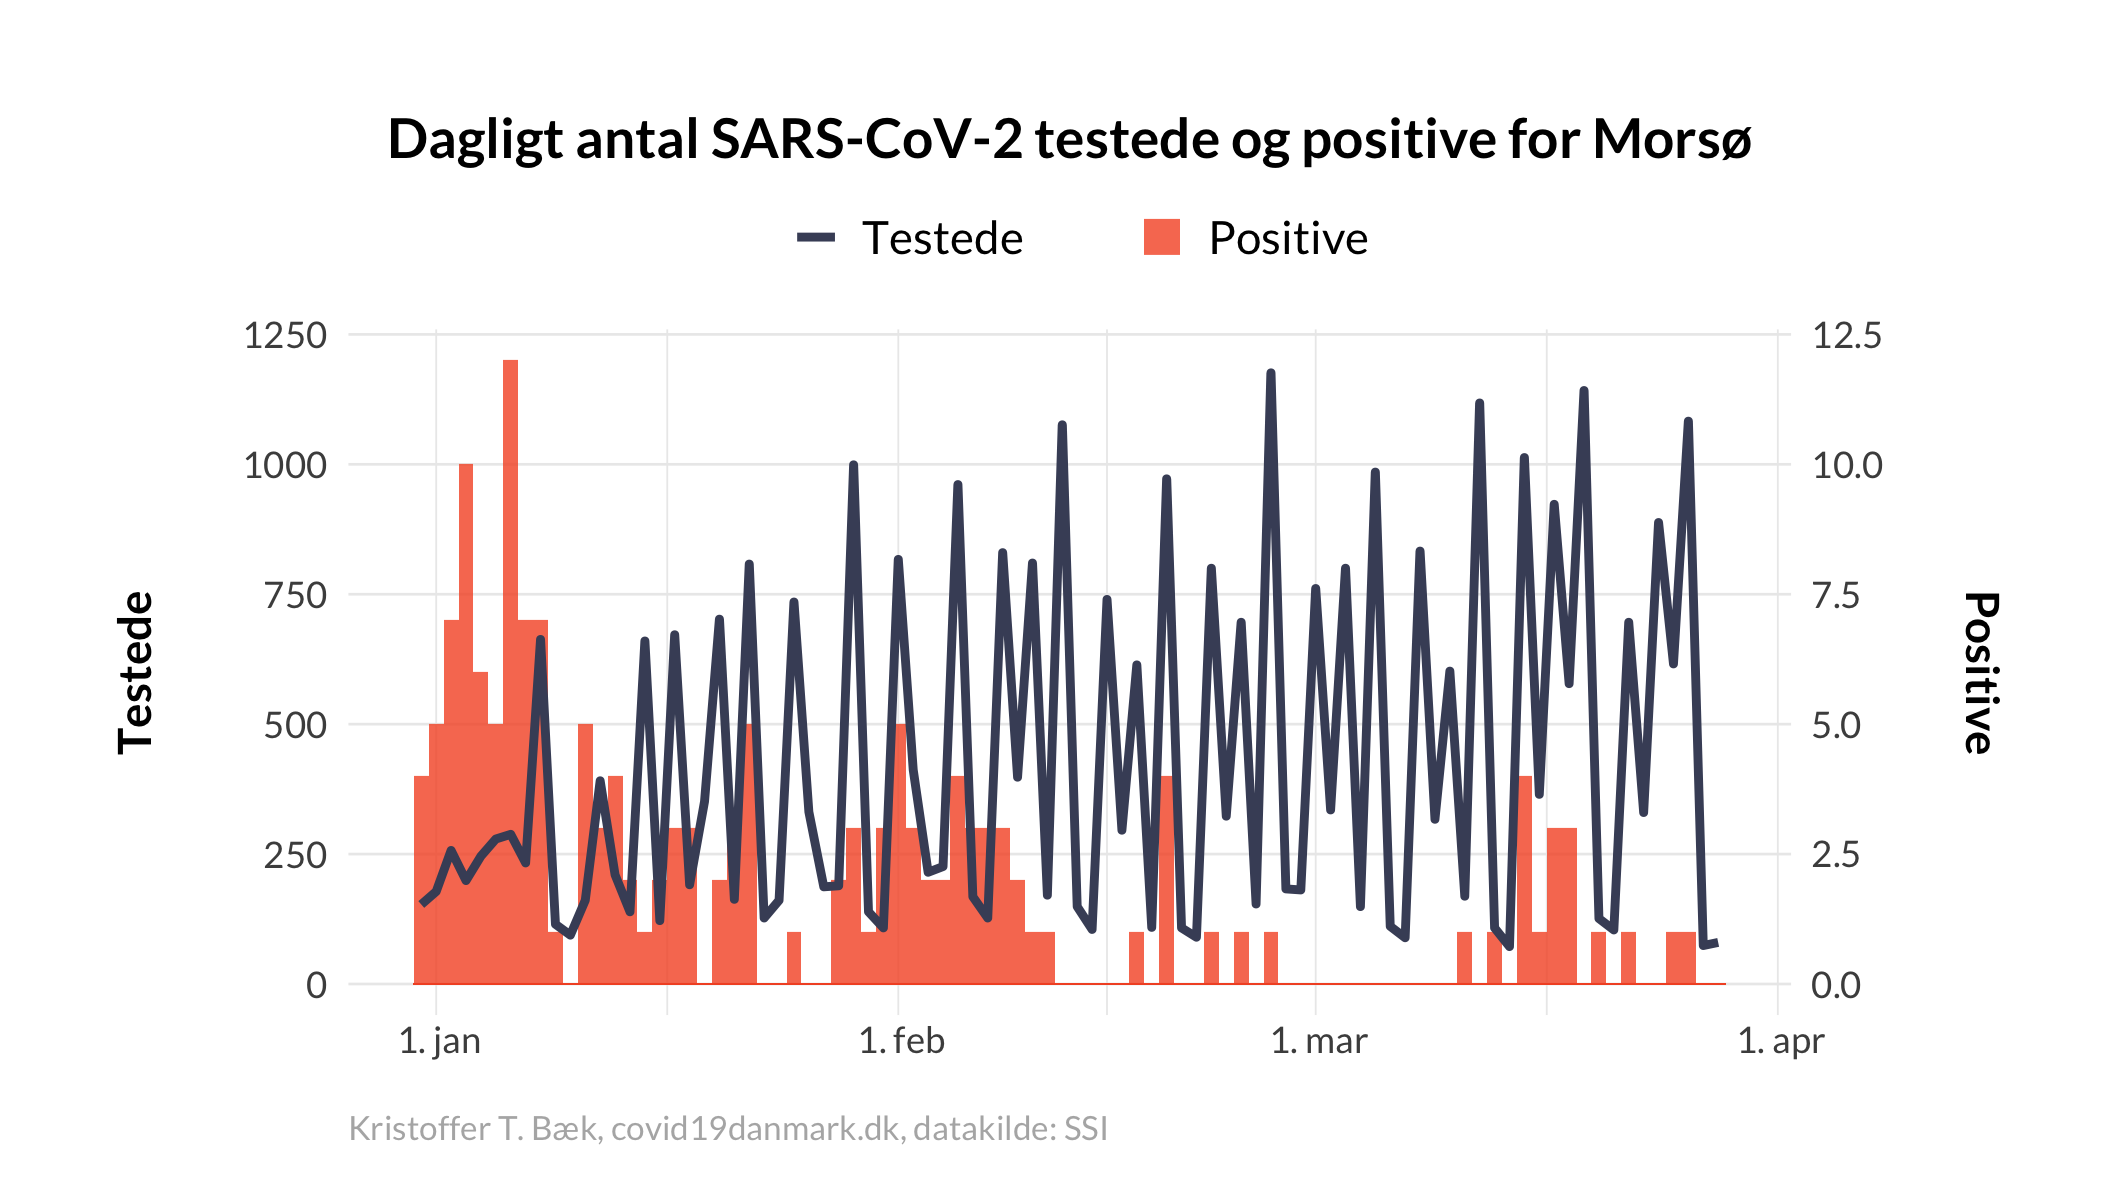 Dagligt antal SARS-CoV-2 testede og positive for Morsø
Testede
Positive
1250
1000
750
500
250
0
12.5
10.0
7.5
5.0
2.5
0.0
Testede
Positive
1. jan
1. feb
1. mar
1. apr
Kristoffer T. Bæk, covid19danmark.dk, datakilde: SSI